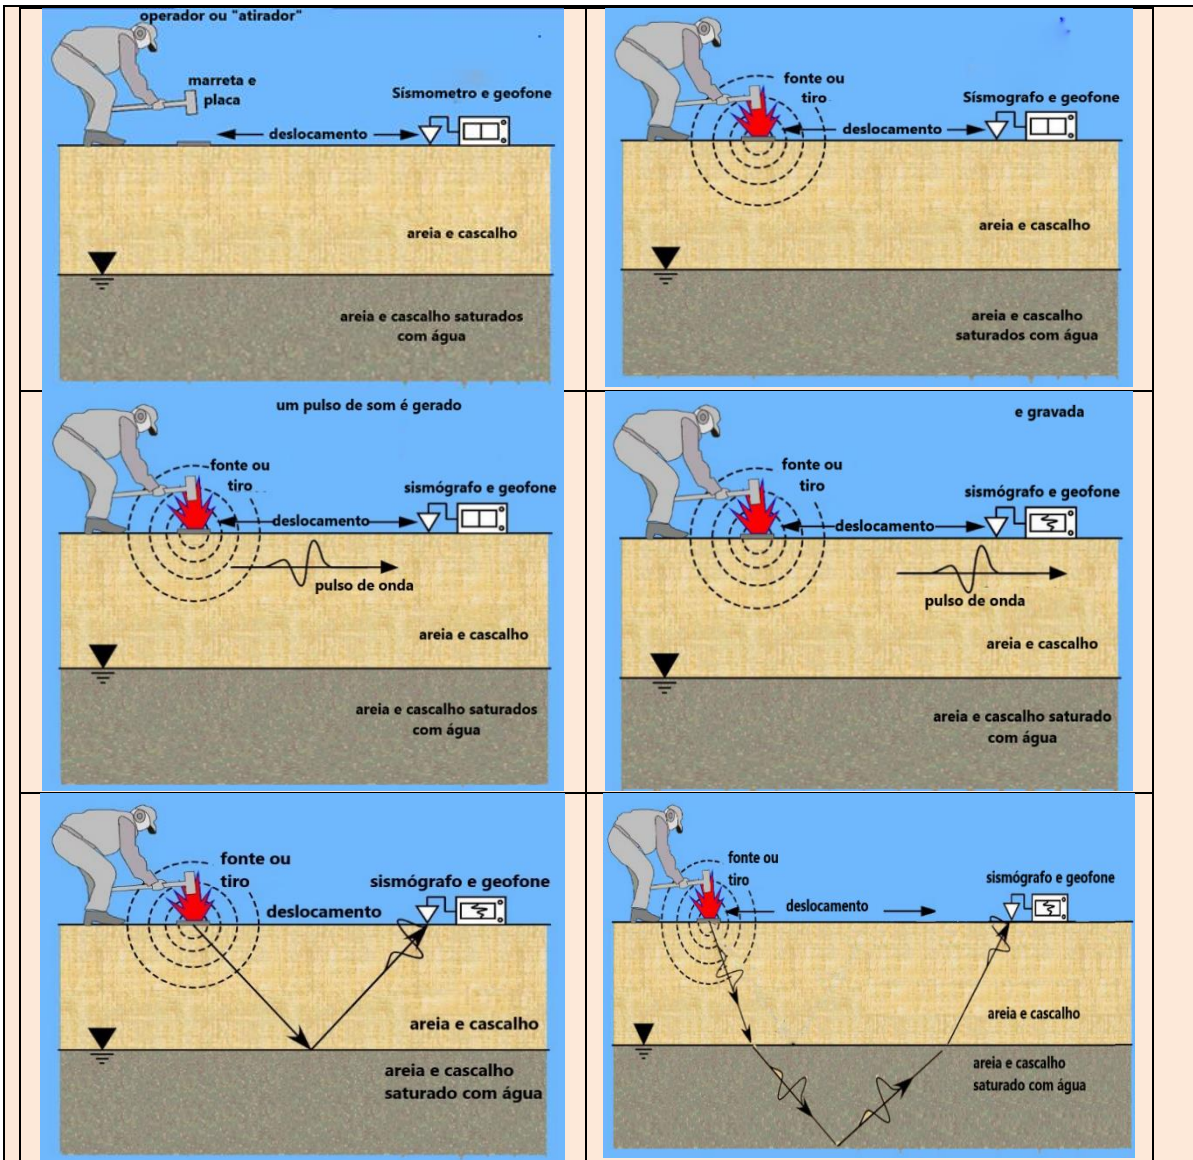 operador ou "atirador"
marreta e
placa
Sísmometro e geofone
deslocamento
areia e cascalho
areia e cascalho saturados
com água
fonte ou
tiro
Sísmógrafo e geofone
deslocamento
areia e cascalho
areia e cascalho
saturados com água
um pulso de som é gerado
fonte ou
tiro
sismógrafo e geofone
deslocamento
pulso de onda
areia e cascalho
areia e cascalho saturados
com água
e gravada
fonte ou
tiro
sismógrafo e geofone
deslocamento
pulso de onda
areia e cascalho
areia e cascalho saturado
com água
fonte ou
tiro
sismógrafo e geofone
deslocamento
areia e cascalho
areia e cascalho
saturado com água
fonte ou
tiro
sismógrafo e geofone
deslocamento
areia e cascalho
areia e cascalho
saturado com água